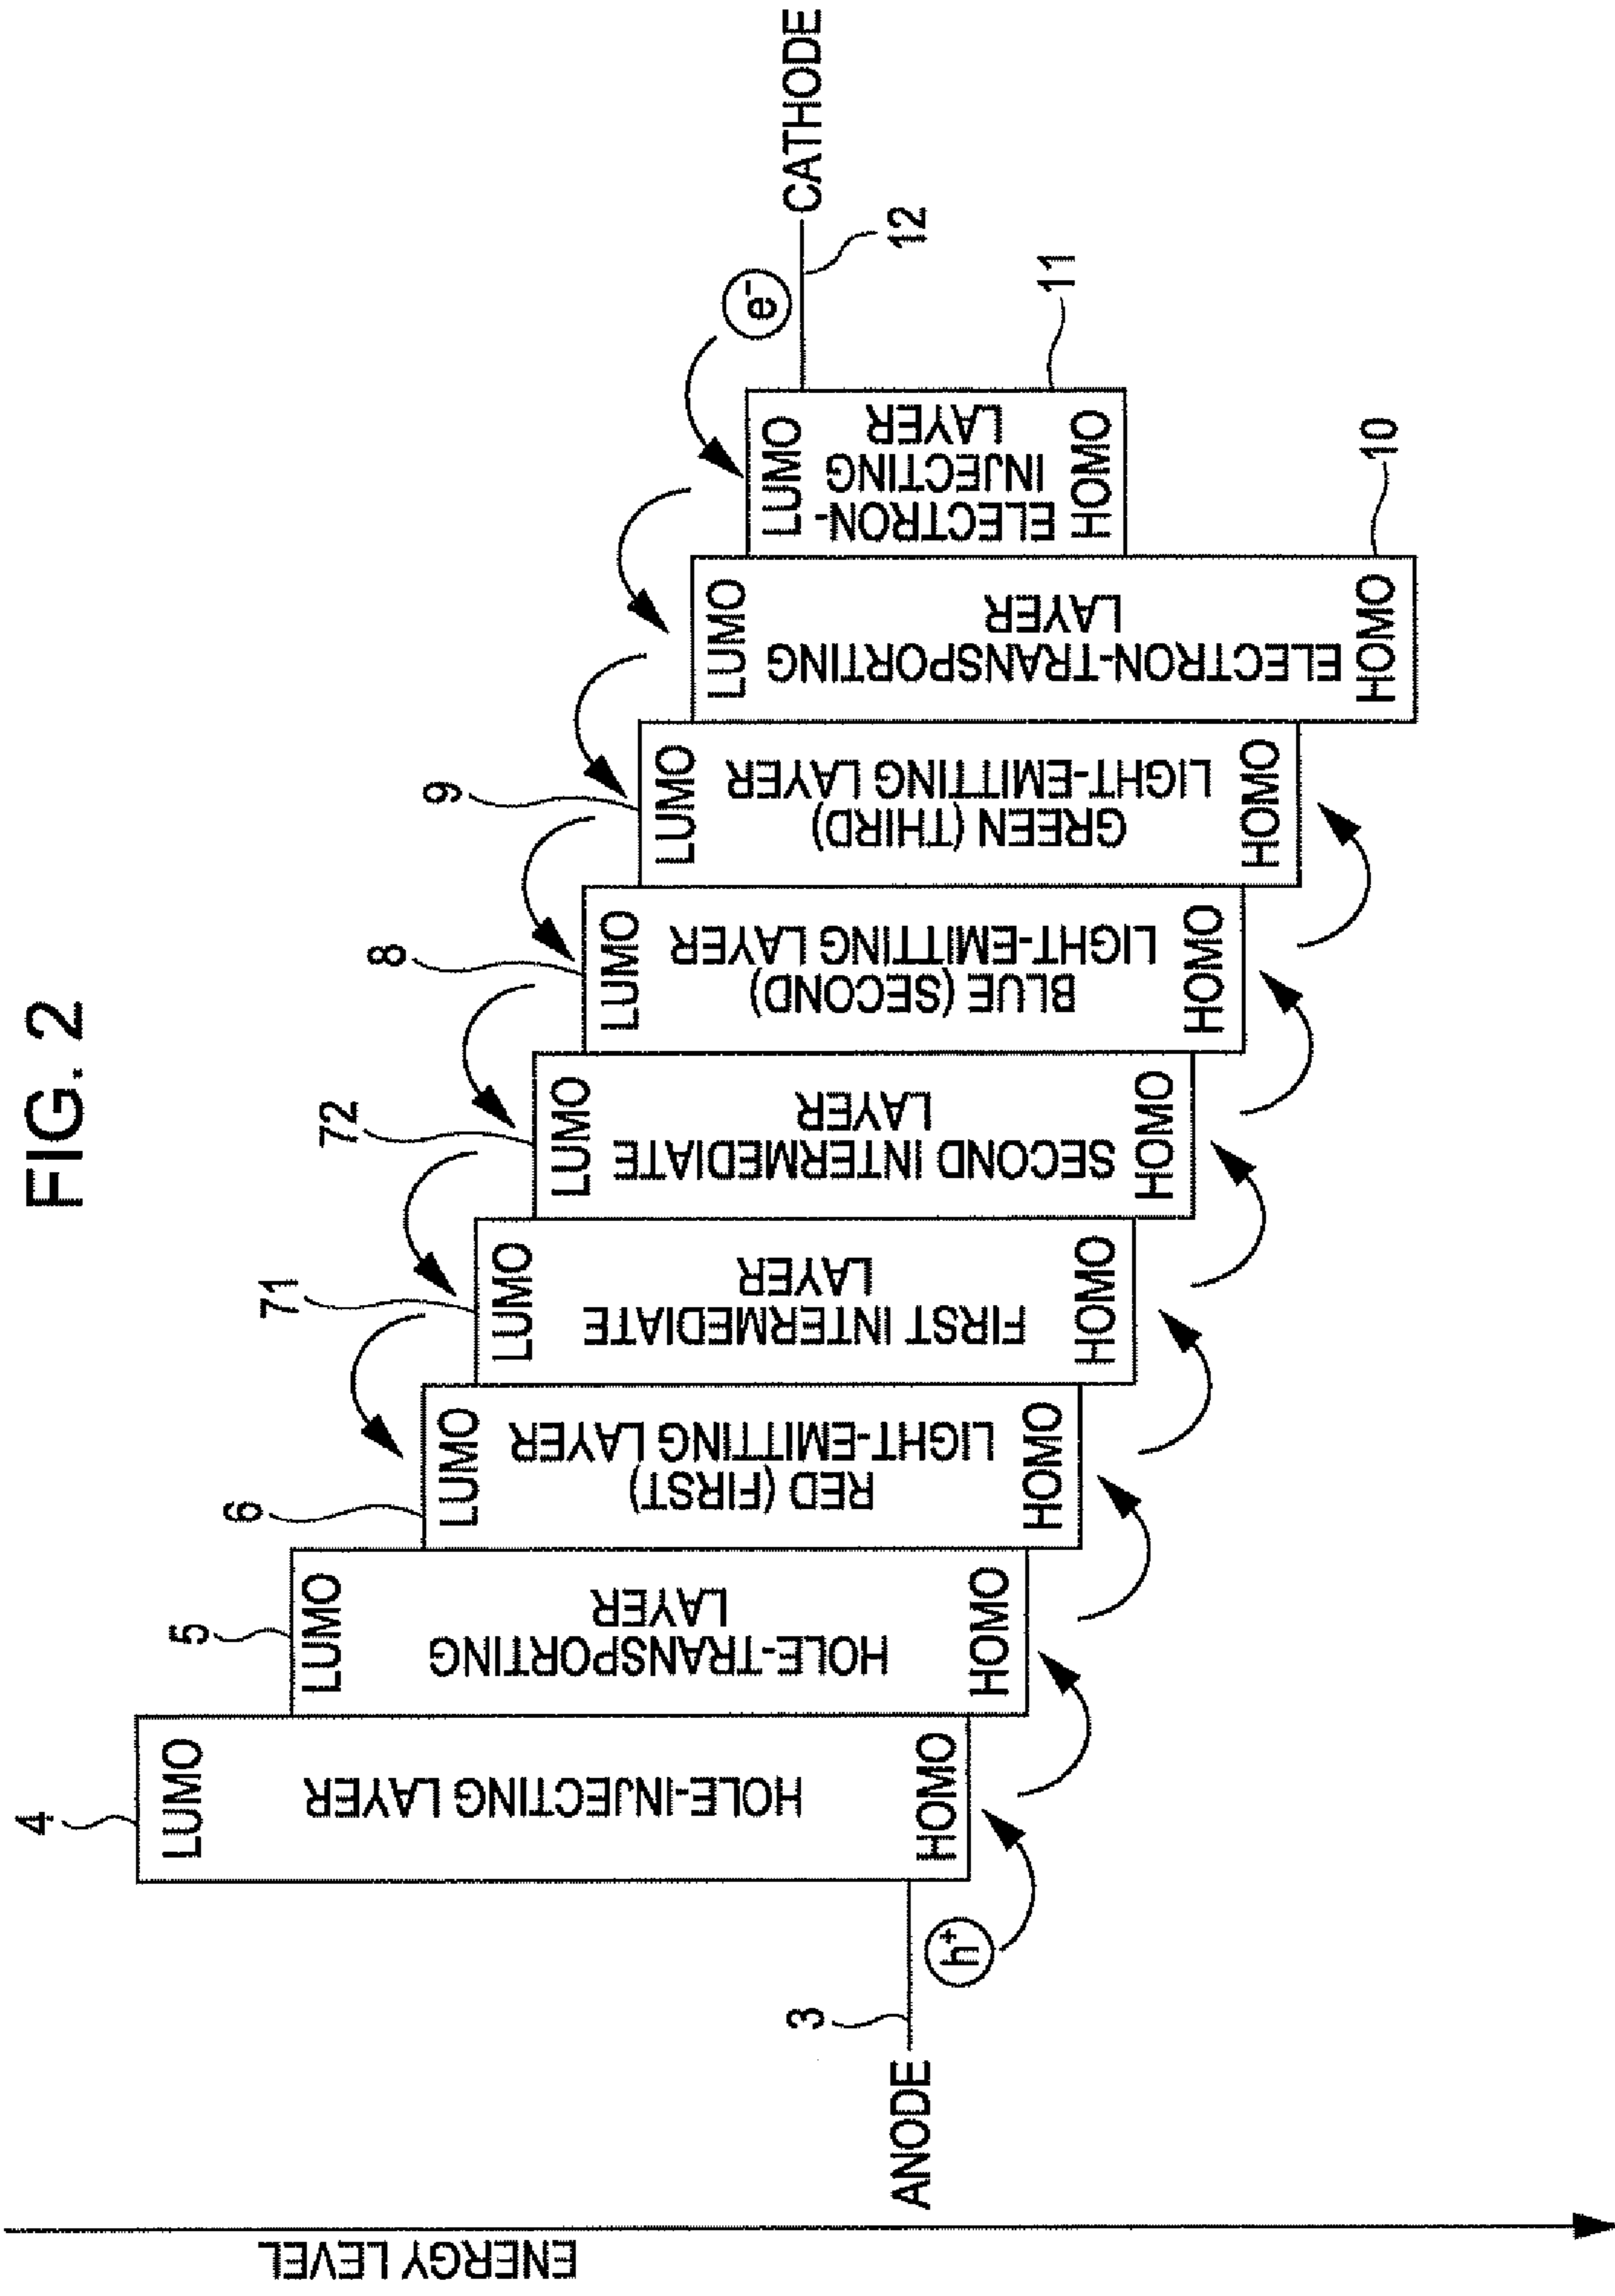 FIG. 2
ENERGY LEVEL
ANODE
3
h+
4
LUMO
HOLE-INJECTING LAYER
HOMO
5
LUMO
HOLE-TRANSPORTING
LAYER
HOMO
6
LUMO
RED (FIRST)
LIGHT-EMITTING LAYER
HOMO
71
LUMO
FIRST INTERMEDIATE
LAYER
HOMO
72
LUMO
SECOND INTERMEDIATE
LAYER
HOMO
8
LUMO
BLUE (SECOND)
LIGHT-EMITTING LAYER
HOMO
9
LUMO
GREEN (THIRD)
LIGHT-EMITTING LAYER
HOMO
LUMO
ELECTRON-TRANSPORTING
LAYER
HOMO
10
LUMO
ELECTRON-
INJECTING
LAYER
HOMO
11
e-
12
CATHODE